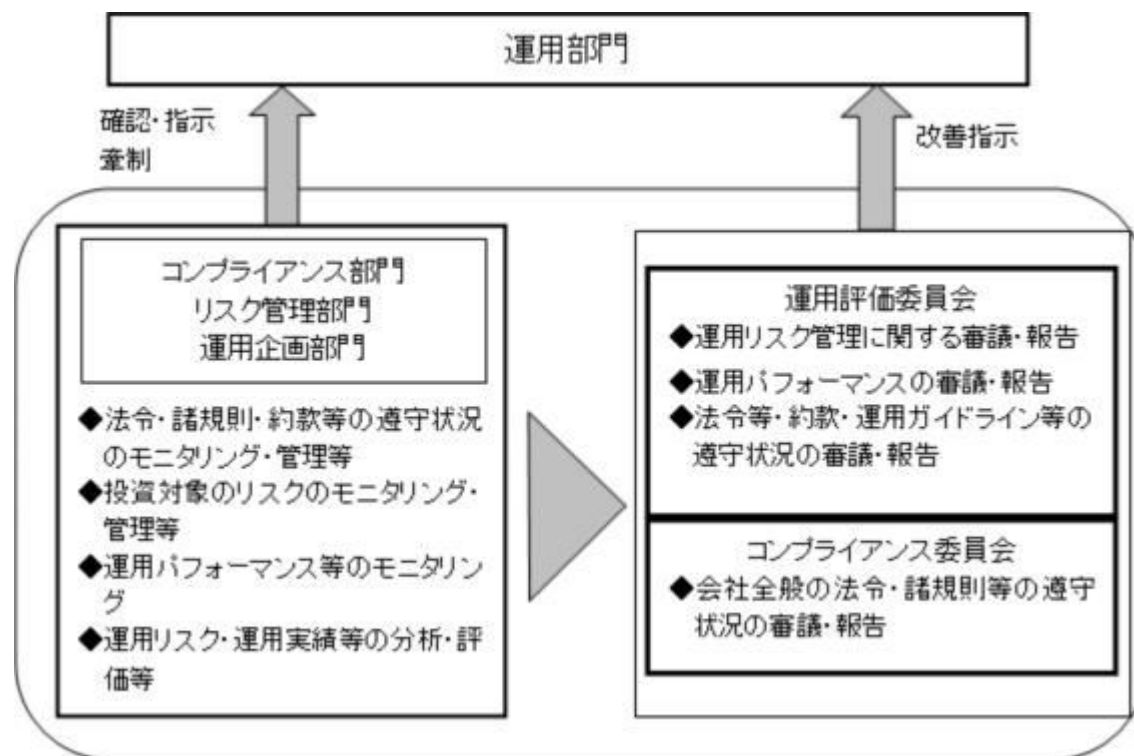 運用部門
確認・指示
牽制
改善指示
コンプライアンス部門
リスク管理部門
運用企画部門
◆法令・諸規則・約款等の遵守状況
のモニタリング・管理等
◆投資対象のリスクのモニタリング・
管理等
◆運用パフォーマンス等のモニタリン
グ
◆運用リスク・運用実績等の分析・評
価等
運用評価委員会
◆運用リスク管理に関する審議・報告
◆運用パフォーマンスの審議・報告
◆法令等・約款・運用ガイドライン等の
遵守状況の審議・報告
コンプライアンス委員会
◆会社全般の法令・諸規則等の遵守
状況の審議・報告